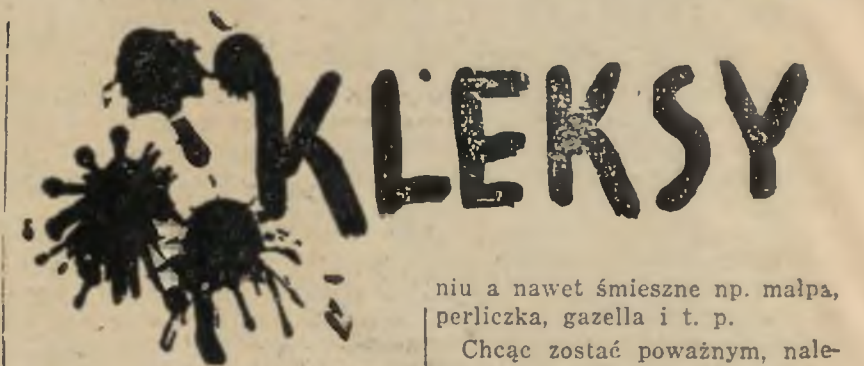 KLEKSY
niu a nawet śmieszne np. małpa,
perliczka, gazella i t. p.
Chcąc zostać poważnym, nale-